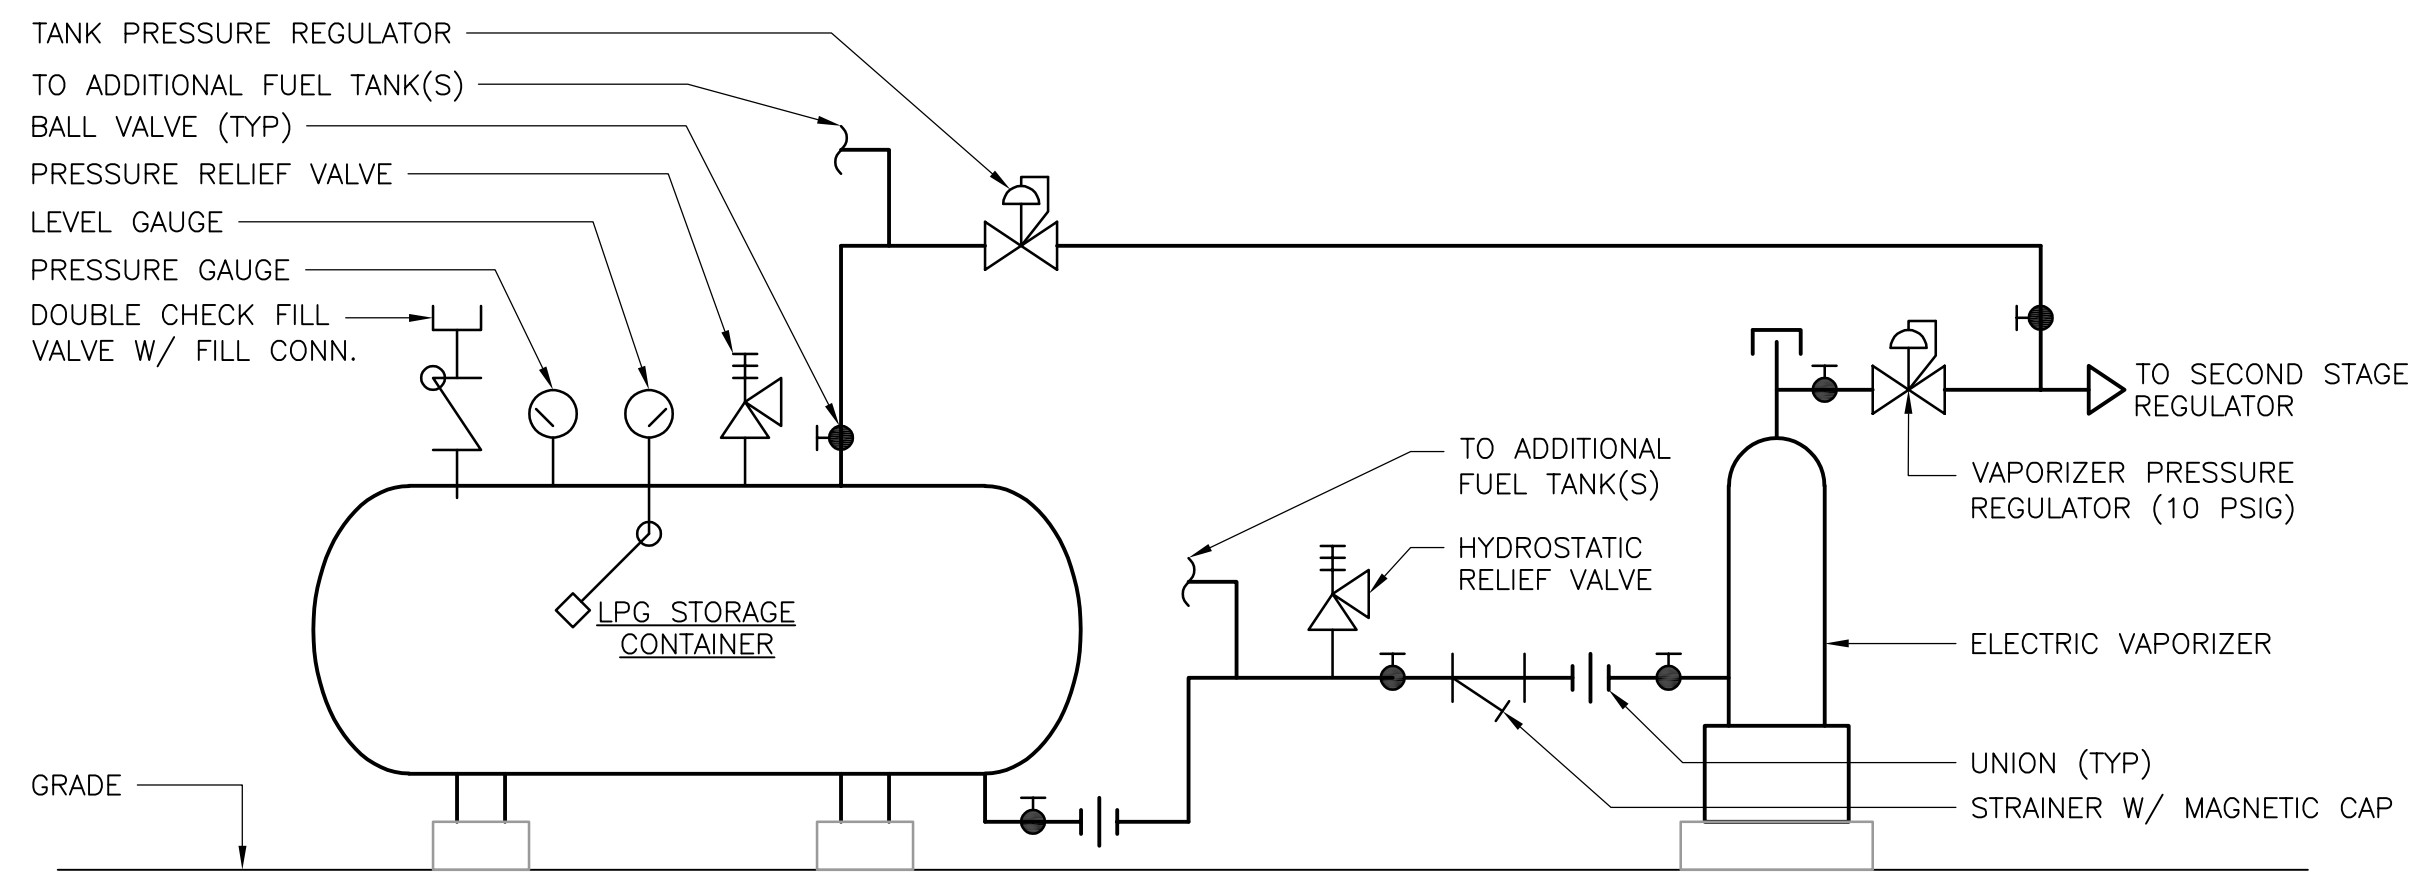 TANK PRESSURE REGULATOR
TO ADDITIONAL FUEL TANK(S)
BALL VALVE (TYP)
PRESSURE RELIEF VALVE
LEVEL GAUGE
PRESSURE GAUGE
DOUBLE CHECK FILL
VALVE W/ FILL CONN.
TO SECOND STAGE
REGULATOR
TO ADDITIONAL
FUEL TANK(S)
VAPORIZER PRESSURE
REGULATOR (10 PSIG)
HYDROSTATIC
RELIEF VALVE
LPG STORAGE
CONTAINER
ELECTRIC VAPORIZER
UNION (TYP)
GRADE
STRAINER W/ MAGNETIC CAP